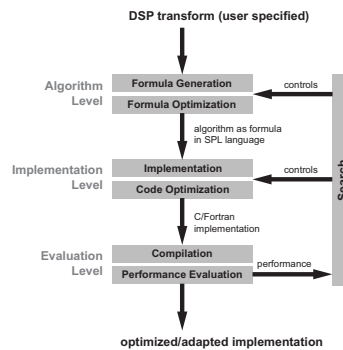 DSP transform (user specified)
Algorithm
Level
Formula Generation
Formula Optimization
controls
algorithm as formula
in SPL language
Implementation
Level
Implementation
Code Optimization
controls
Search
C/Fortran
implementation
Evaluation
Level
Compilation
Performance Evaluation
performance
optimized/adapted implementation